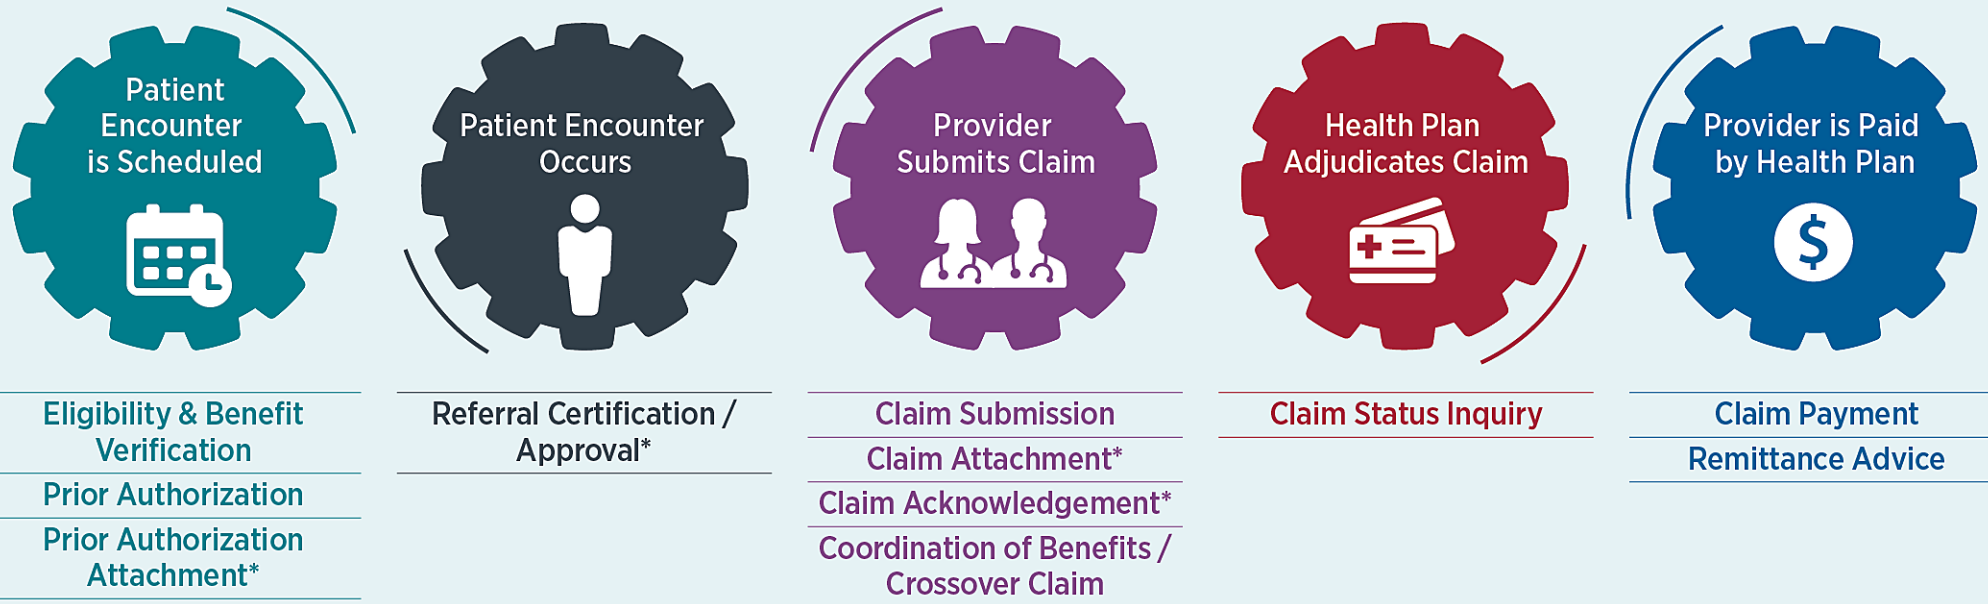 Patient
Encounter
is Scheduled
Eligibility & Benefit
Verification
Prior Authorization
Prior Authorization
Attachment*
Patient Encounter
Occurs
Referral Certification /
Approval*
Provider
Submits Claim
Claim Submission
Claim Attachment*
Claim Acknowledgement*
Coordination of Benefits /
Crossover Claim
Health Plan
Adjudicates Claim
Claim Status Inquiry
Provider is Paid
by Health Plan
$
Claim Payment
Remittance Advice